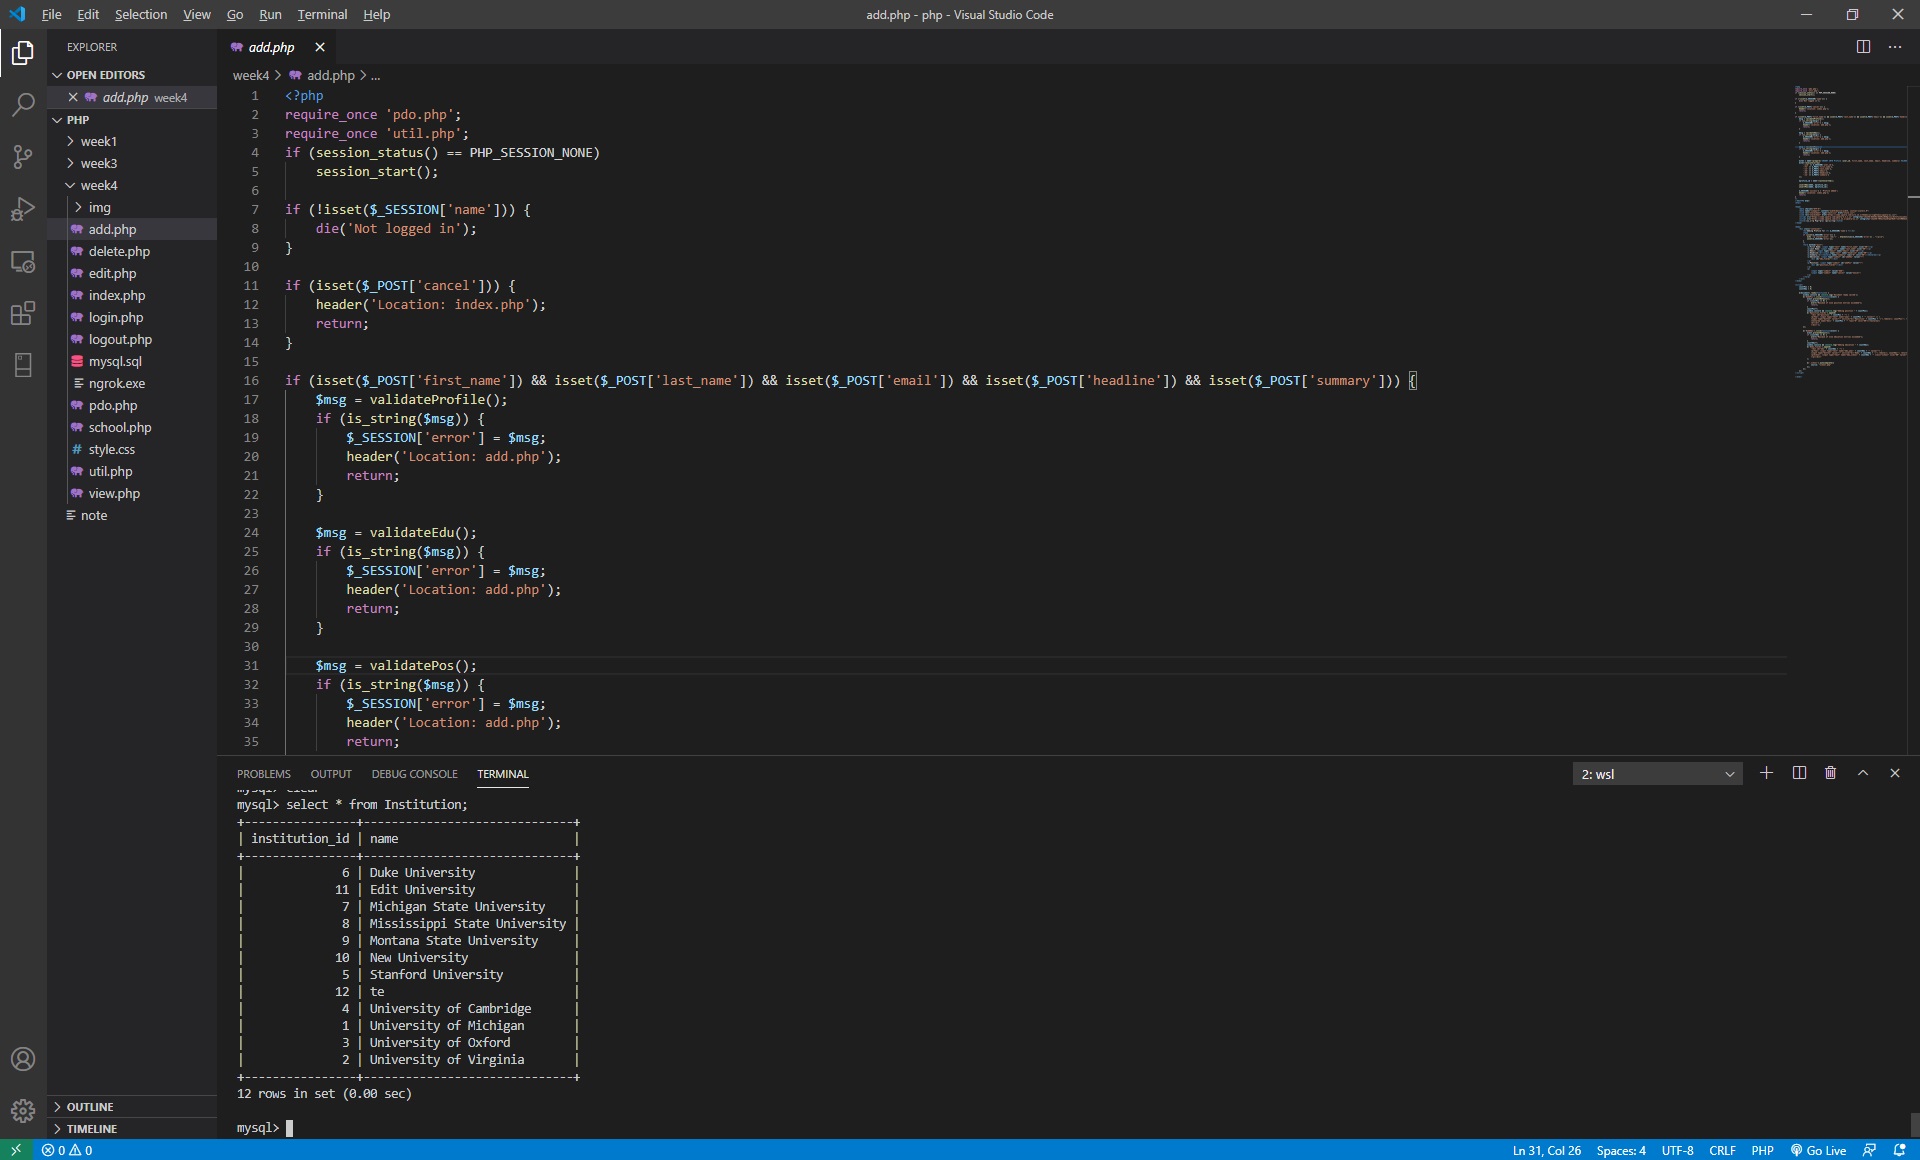 File Edit Selection View Go Run Terminal Help
add.php - php - Visual Studio Code
EXPLORER
OPEN EDITORS
add.php week4
PHP
week1
week3
week4
img
add.php
delete.php
edit.php
index.php
login.php
logout.php
mysql.sql
ngrok.exe
pdo.php
school.php
style.css
util.php
view.php
note
OUTLINE
TIMELINE
add.php
week4 > add.php > ...
1 <?php
2 require_once 'pdo.php';
3 require_once 'util.php';
4 if (session_status() == PHP_SESSION_NONE)
5     session_start();
6
7 if (!isset($_SESSION['name'])) {
8     die('Not logged in');
9 }
10
11 if (isset($_POST['cancel'])) {
12     header('Location: index.php');
13     return;
14 }
15
16 if (isset($_POST['first_name']) && isset($_POST['last_name']) && isset($_POST['email']) && isset($_POST['headline']) && isset($_POST['summary'])) {
17     $msg = validateProfile();
18     if (is_string($msg)) {
19         $_SESSION['error'] = $msg;
20         header('Location: add.php');
21         return;
22     }
23
24     $msg = validateEdu();
25     if (is_string($msg)) {
26         $_SESSION['error'] = $msg;
27         header('Location: add.php');
28         return;
29     }
30
31     $msg = validatePos();
32     if (is_string($msg)) {
33         $_SESSION['error'] = $msg;
34         header('Location: add.php');
35         return;
PROBLEMS OUTPUT DEBUG CONSOLE TERMINAL
2: wsl
mysql> clear
mysql> select * from Institution;
+----------------+------------------------------+
| institution_id | name                         |
+----------------+------------------------------+
|              6 | Duke University              |
|             11 | Edit University              |
|              7 | Michigan State University    |
|              8 | Mississippi State University |
|              9 | Montana State University     |
|             10 | New University               |
|              5 | Stanford University          |
|             12 | te                           |
|              4 | University of Cambridge      |
|              1 | University of Michigan       |
|              3 | University of Oxford         |
|              2 | University of Virginia       |
+----------------+------------------------------+
12 rows in set (0.00 sec)
mysql>
0 0
Ln 31, Col 26 Spaces: 4 UTF-8 CRLF PHP Go Live